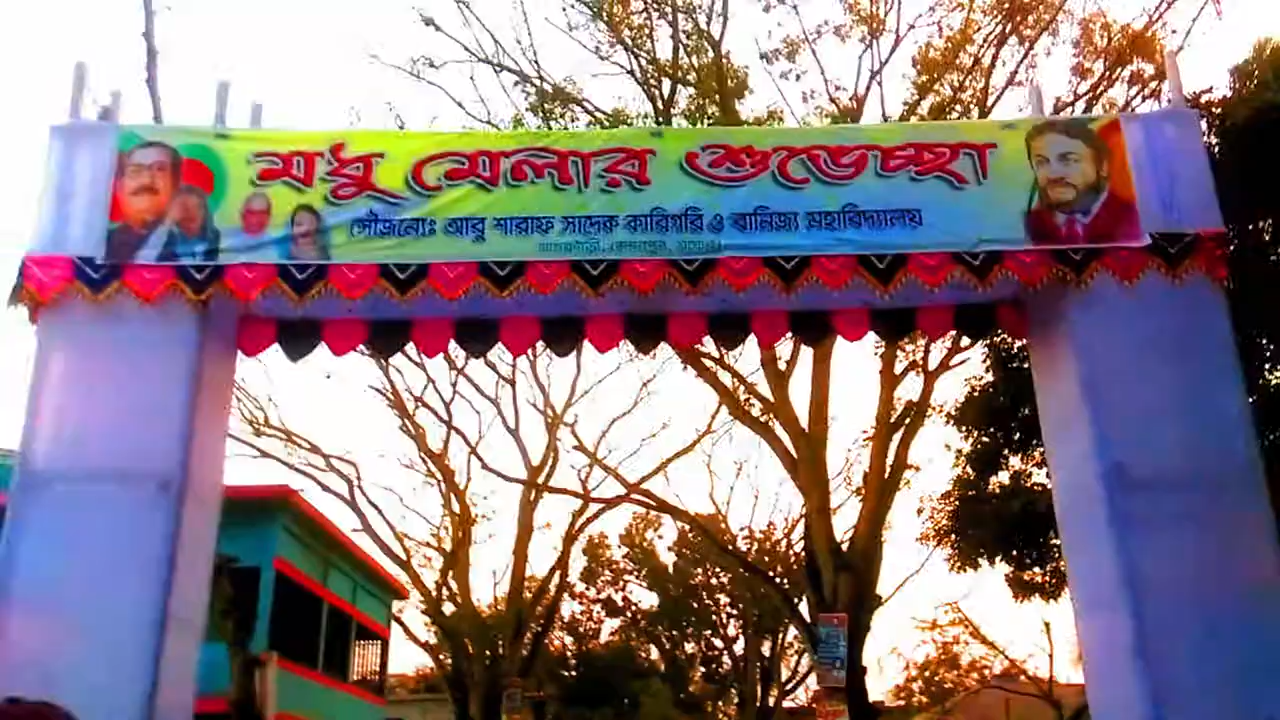 মধু মেলার শুভেচ্ছা
সৌজন্যেঃ আবু শারাফ সাদেক কারিগরি ও বানিজ্য মহাবিদ্যালয়